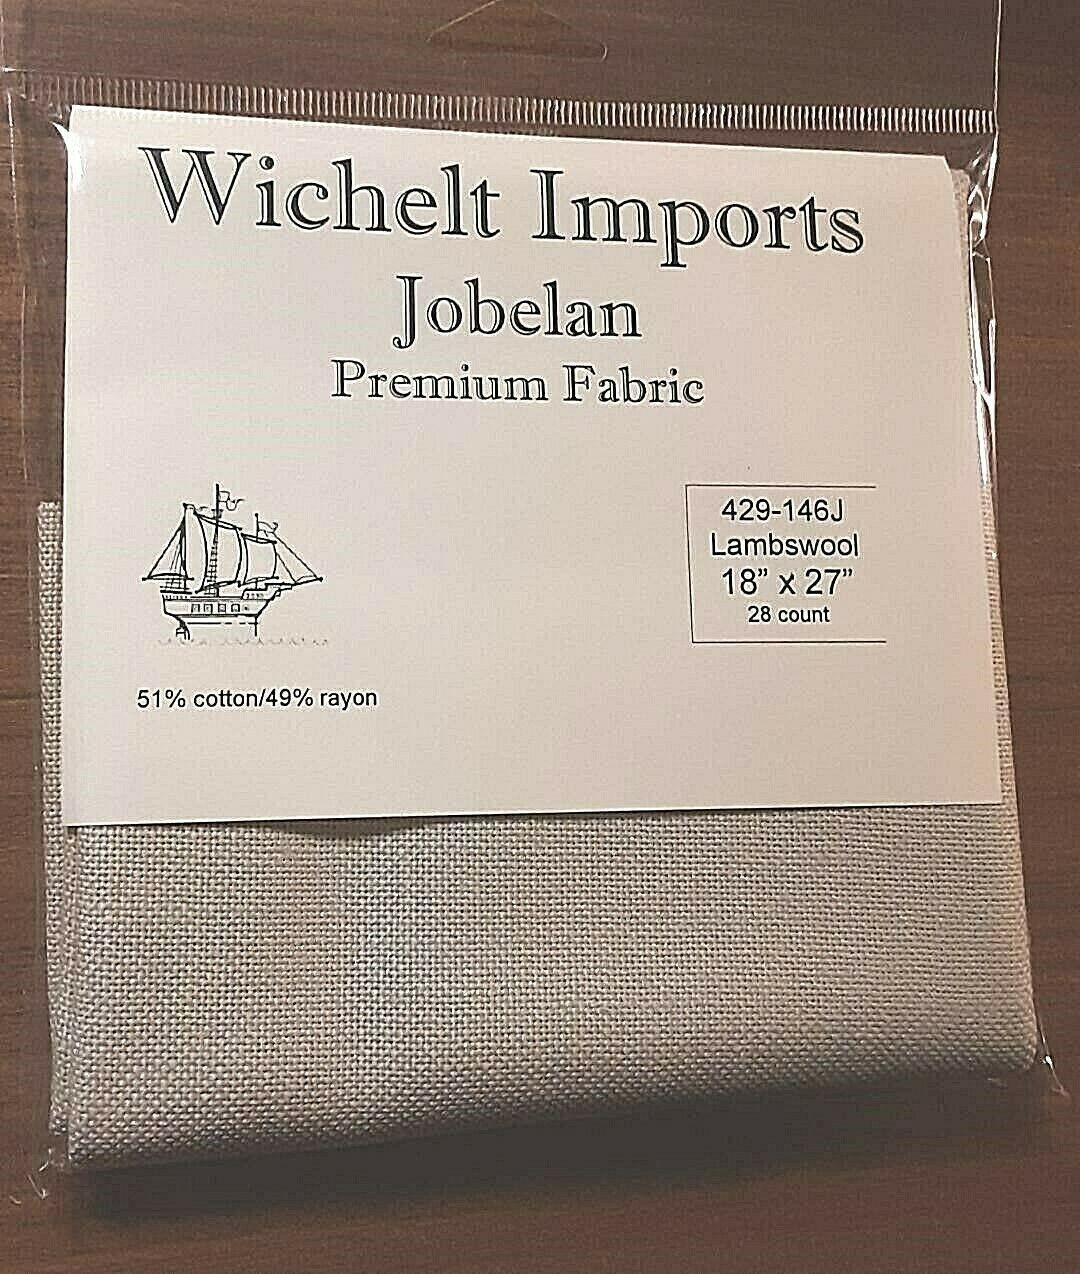 Wichelt Imports
Jobelan
Premium Fabric
429-146J
Lambswool
18” x 27”
28 count
51% cotton/49% rayon